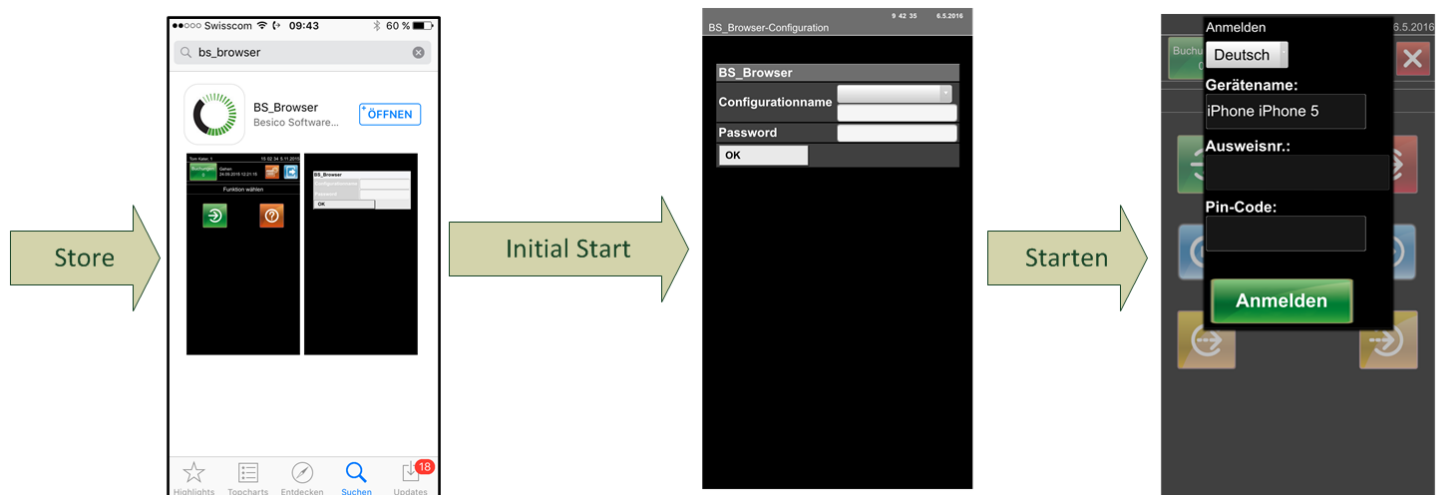 Store
Swisscom 09:43 60 %
bs_browser
BS_Browser
Besico Software...
+ ÖFFNEN
Funktion wählen
BS_Browser
OK
18
Highlights Topcharts Entdecken Suchen Updates
Initial Start
9 42 35 6.5.2016
BS_Browser-Configuration
BS_Browser
Configurationname
Password
OK
Starten
6.5.2016
Anmelden
Deutsch
Gerätename:
iPhone iPhone 5
Ausweisnr.:
Pin-Code:
Anmelden